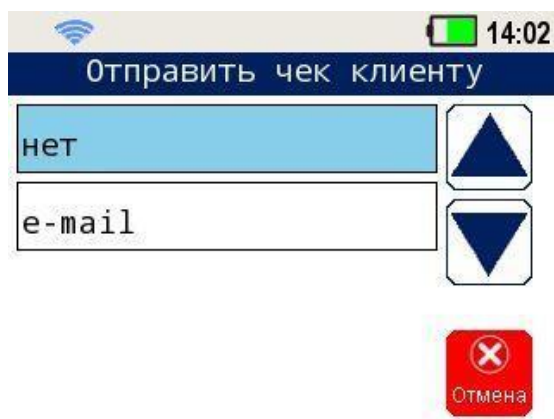 14:02
Отправить чек клиенту
нет
e-mail
Отмена